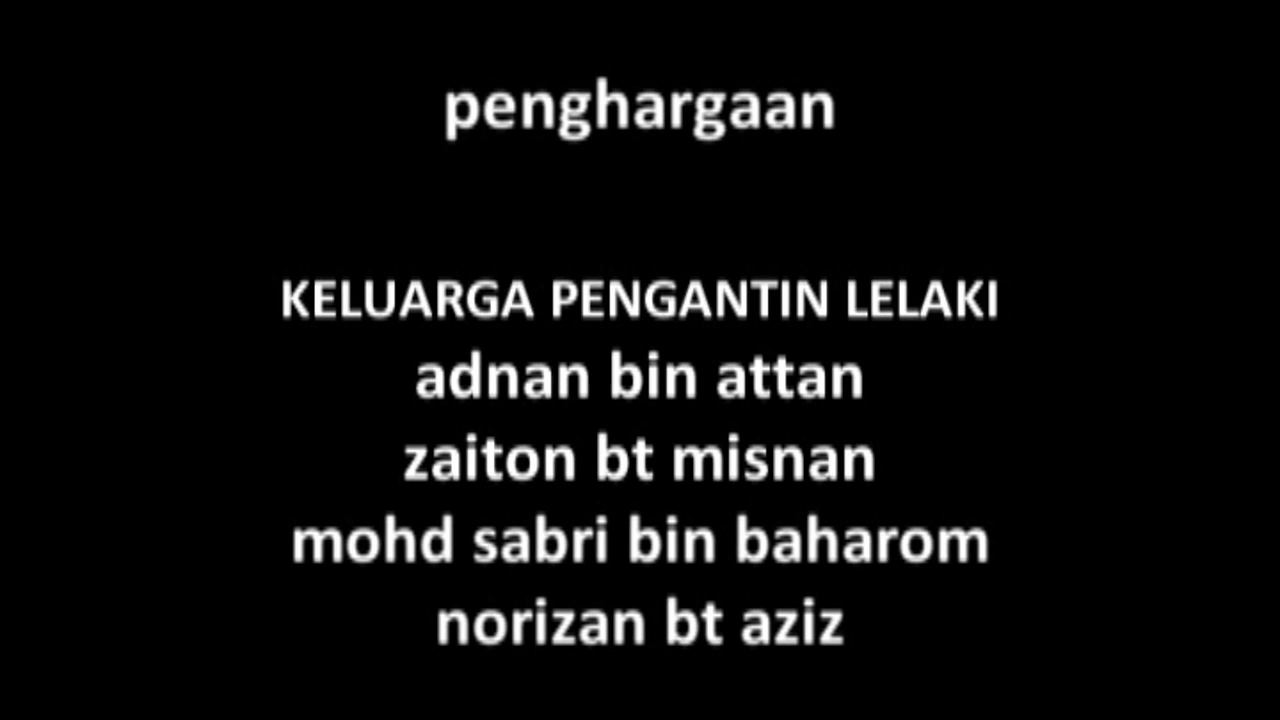 penghargaan
KELUARGA PENGANTIN LELAKI
adnan bin attan
zaiton bt misnan
mohd sabri bin baharom
norizan bt aziz